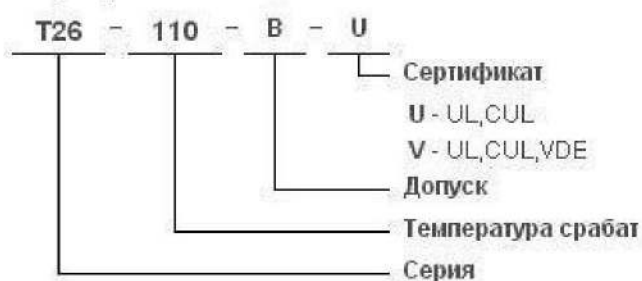 T26 - 110 - B - U
Сертификат
U - UL,CUL
V - UL,CUL,VDE
Допуск
Температура срабат
Серия